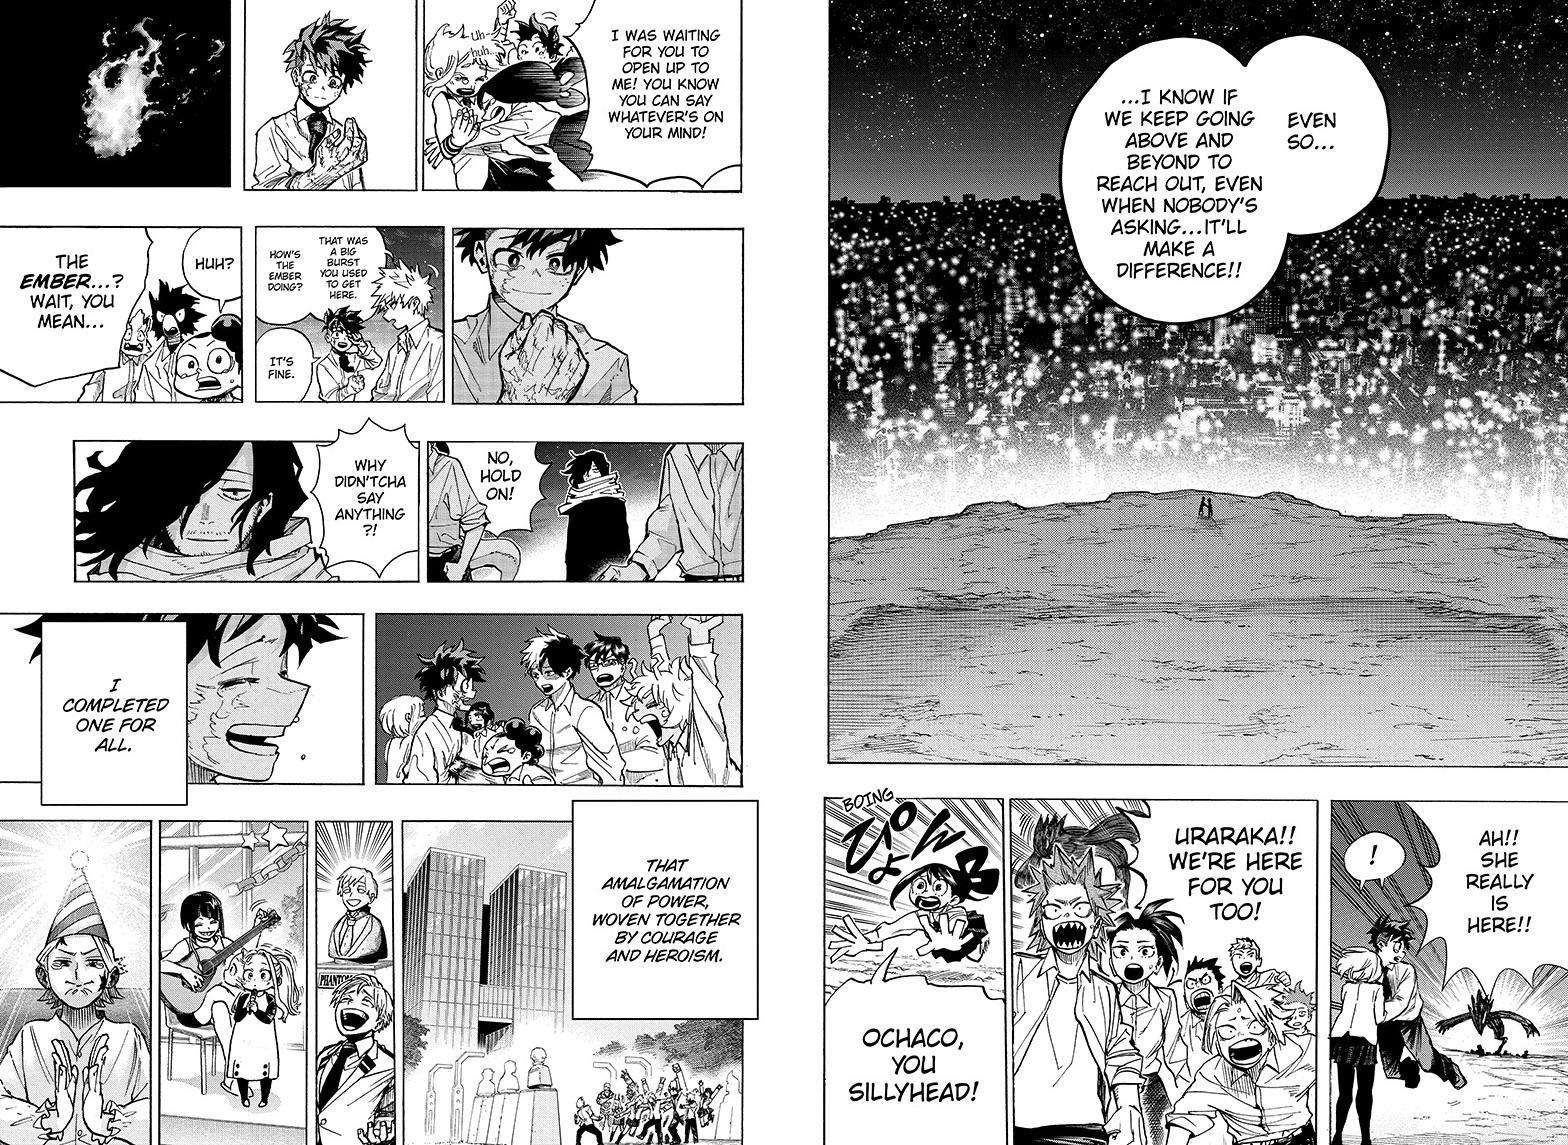 EVEN
SO...
...I KNOW IF
WE KEEP GOING
ABOVE AND
BEYOND TO
REACH OUT, EVEN
WHEN NOBODY'S
ASKING...IT'LL
MAKE A
DIFFERENCE!!
AH!!
SHE
REALLY
IS
HERE!!
!
URARAKA!!
WE'RE HERE
FOR YOU
TOO!
BOING
ぴょん
OCHACO,
YOU
SILLYHEAD!
I WAS WAITING
FOR YOU TO
OPEN UP TO
ME! YOU KNOW
YOU CAN SAY
WHATEVER'S ON
YOUR MIND!
Uh-
huh...
THAT WAS
A BIG
BURST
YOU USED
TO GET
HERE.
HOW'S
THE
EMBER
DOING?
IT'S
FINE.
HUH?
THE
EMBER...?
WAIT, YOU
MEAN...
NO,
HOLD
ON!
WHY
DIDN'TCHA
SAY
ANYTHING
?!
I
COMPLETED
ONE FOR
ALL.
THAT
AMALGAMATION
OF POWER,
WOVEN TOGETHER
BY COURAGE
AND HEROISM.